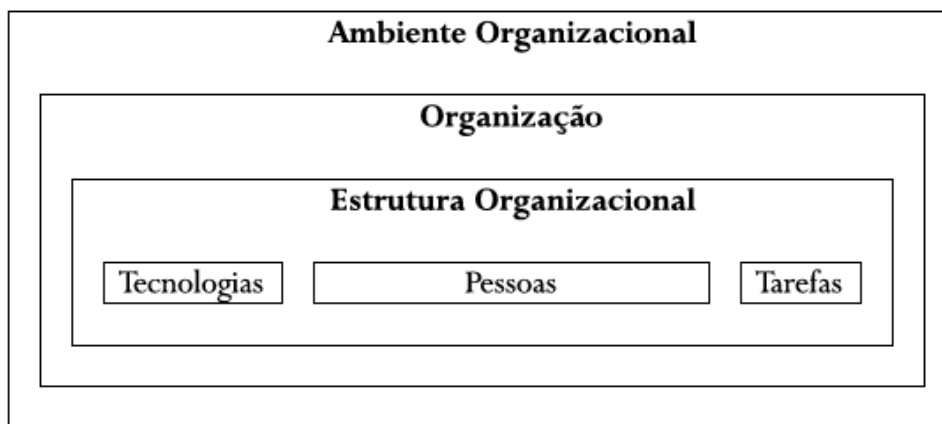 Ambiente Organizacional
Organização
Estrutura Organizacional
Tecnologias Pessoas Tarefas